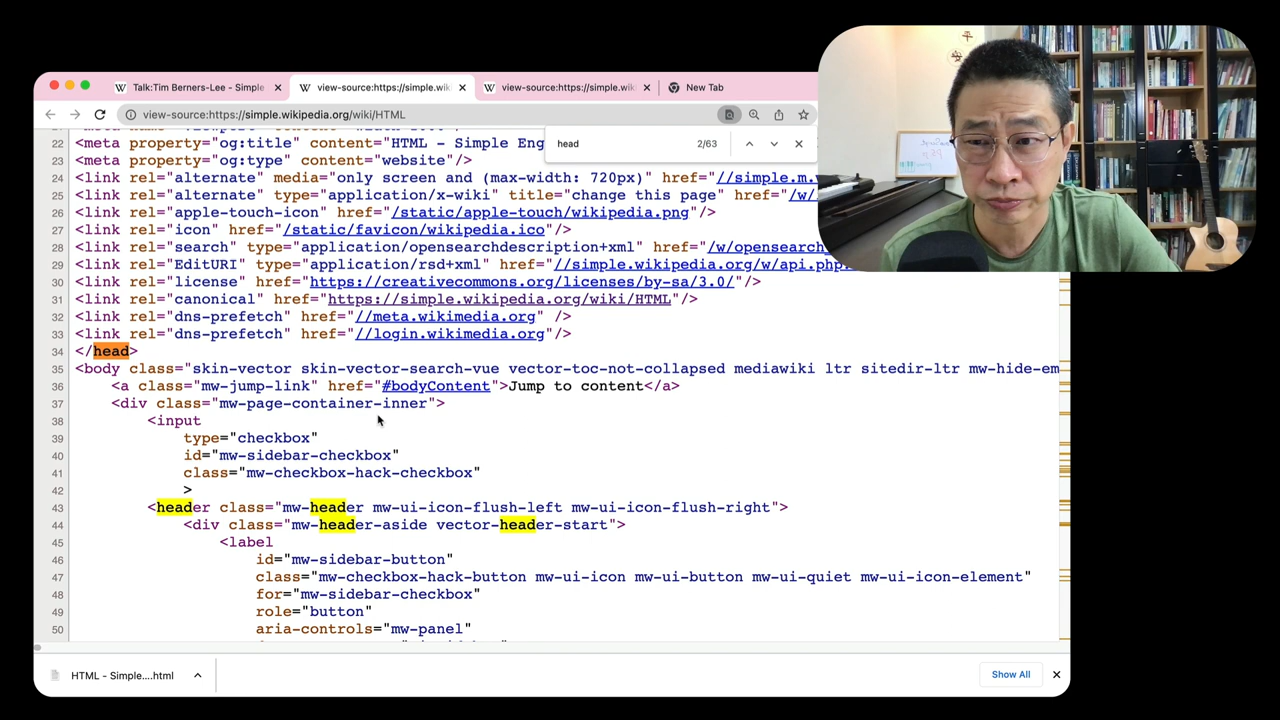 Talk:Tim Berners-Lee - Simple
view-source:https://simple.wik
view-source:https://simple.wik
New Tab
view-source:https://simple.wikipedia.org/wiki/HTML
head
2/63
22 <meta property="og:title" content="HTML - Simple Eng
23 <meta property="og:type" content="website"/>
24 <link rel="alternate" media="only screen and (max-width: 720px)" href="//simple.m.
25 <link rel="alternate" type="application/x-wiki" title="change this page" href="/w/
26 <link rel="apple-touch-icon" href="/static/apple-touch/wikipedia.png"/>
27 <link rel="icon" href="/static/favicon/wikipedia.ico"/>
28 <link rel="search" type="application/opensearchdescription+xml" href="/w/opensearch_
29 <link rel="EditURI" type="application/rsd+xml" href="//simple.wikipedia.org/w/api.php?
30 <link rel="license" href="https://creativecommons.org/licenses/by-sa/3.0/"/>
31 <link rel="canonical" href="https://simple.wikipedia.org/wiki/HTML"/>
32 <link rel="dns-prefetch" href="//meta.wikimedia.org" />
33 <link rel="dns-prefetch" href="//login.wikimedia.org"/>
34 </head>
35 <body class="skin-vector skin-vector-search-vue vector-toc-not-collapsed mediawiki ltr sitedir-ltr mw-hide-em
36 <a class="mw-jump-link" href="#bodyContent">Jump to content</a>
37 <div class="mw-page-container-inner">
38 <input
39 type="checkbox"
40 id="mw-sidebar-checkbox"
41 class="mw-checkbox-hack-checkbox"
42 >
43 <header class="mw-header mw-ui-icon-flush-left mw-ui-icon-flush-right">
44 <div class="mw-header-aside vector-header-start">
45 <label
46 id="mw-sidebar-button"
47 class="mw-checkbox-hack-button mw-ui-icon mw-ui-button mw-ui-quiet mw-ui-icon-element"
48 for="mw-sidebar-checkbox"
49 role="button"
50 aria-controls="mw-panel"
HTML - Simple....html
Show All